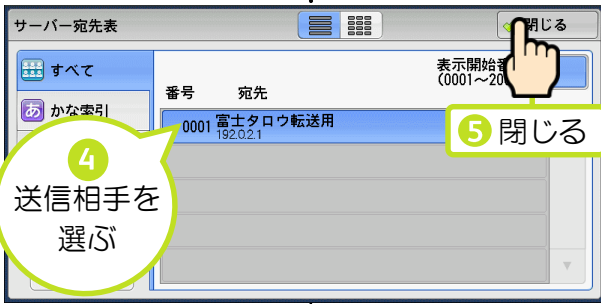 サーバー宛先表
閉じる
すべて
あ かな索引
表示開始
(0001～20
番号 宛先
0001 富士タロウ転送用
192.0.2.1
4
送信相手を
選ぶ
5 閉じる